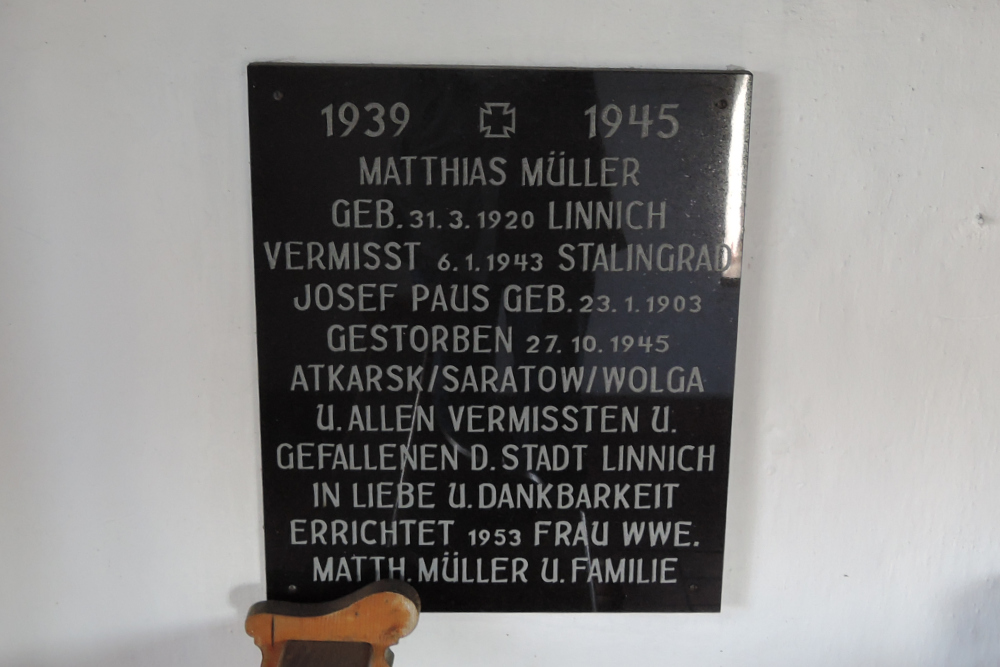 1939 1945
MATTHIAS MÜLLER
GEB. 31.3.1920 LINNICH
VERMISST 6.1.1943 STALINGRAD
JOSEF PAUS GEB. 23.1.1903
GESTORBEN 27.10.1945
ATKARSK/SARATOW/WOLGA
U. ALLEN VERMISSTEN U.
GEFALLENEN D. STADT LINNICH
IN LIEBE U. DANKBARKEIT
ERRICHTET 1953 FRAU WWE.
MATTH. MÜLLER U. FAMILIE